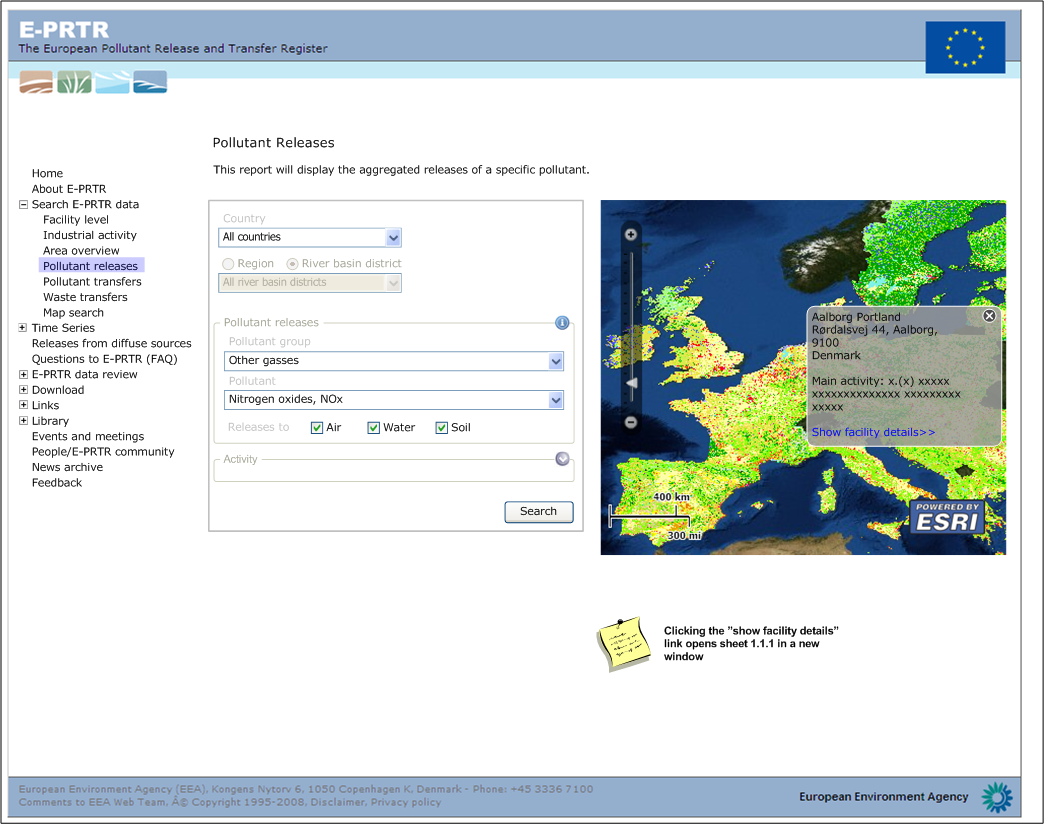 E-PRTR
The European Pollutant Release and Transfer Register
Pollutant Releases
This report will display the aggregated releases of a specific pollutant.
Home
About E-PRTR
Search E-PRTR data
Facility level
Industrial activity
Area overview
Pollutant releases
Pollutant transfers
Waste transfers
Map search
Time Series
Releases from diffuse sources
Questions to E-PRTR (FAQ)
E-PRTR data review
Download
Links
Library
Events and meetings
People/E-PRTR community
News archive
Feedback
Country
All countries
Region River basin district
All river basin districts
Pollutant releases
Pollutant group
Other gasses
Pollutant
Nitrogen oxides, NOx
Releases to Air Water Soil
Activity
Search
Aalborg Portland
Rørdalsvej 44, Aalborg,
9100
Denmark
Main activity: x.(x) xxxxx
xxxxxxxxxxxxxx xxxxxxxxx
xxxxx
Show facility details>>
400 km
300 mi
POWERED BY
ESRI
Clicking the ”show facility details”
link opens sheet 1.1.1 in a new
window
European Environment Agency (EEA), Kongens Nytorv 6, 1050 Copenhagen K, Denmark - Phone: +45 3336 7100
Comments to EEA Web Team, Â© Copyright 1995-2008. Disclaimer. Privacy policy
European Environment Agency